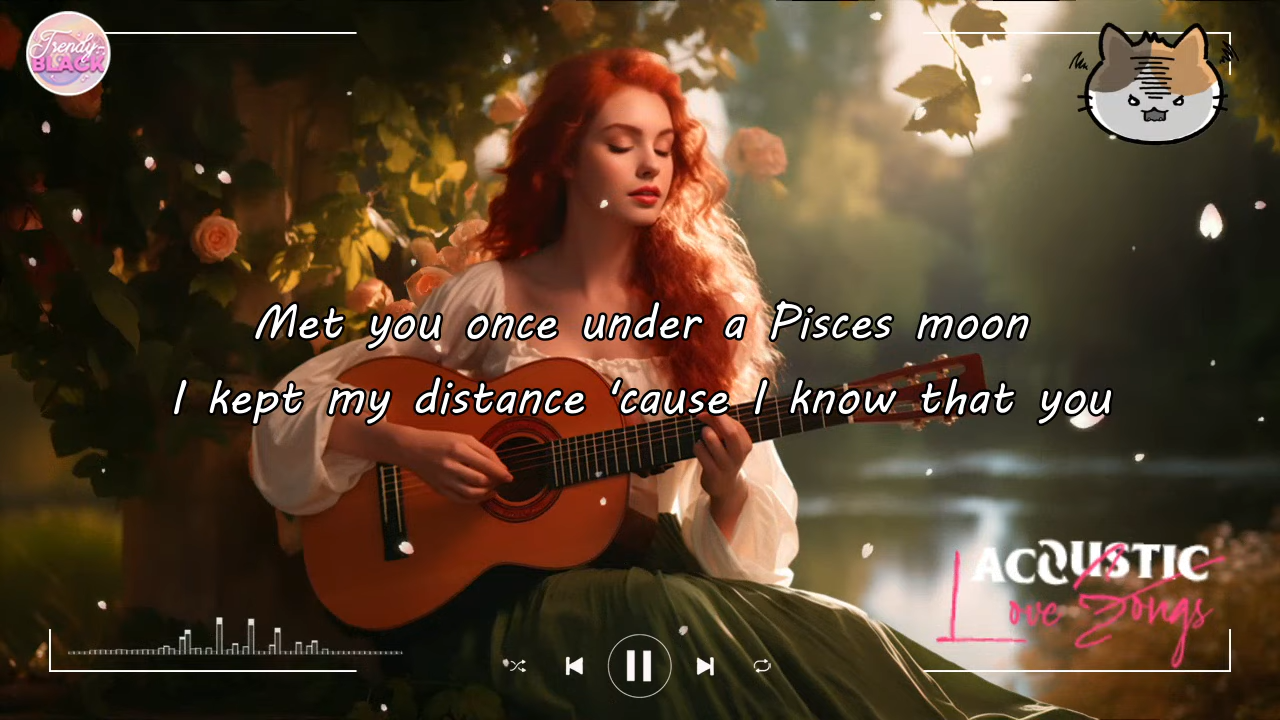 Trendy
BLACK
Met you once under a Pisces moon
I kept my distance 'cause I know that you
ACOUSTIC
Love Songs